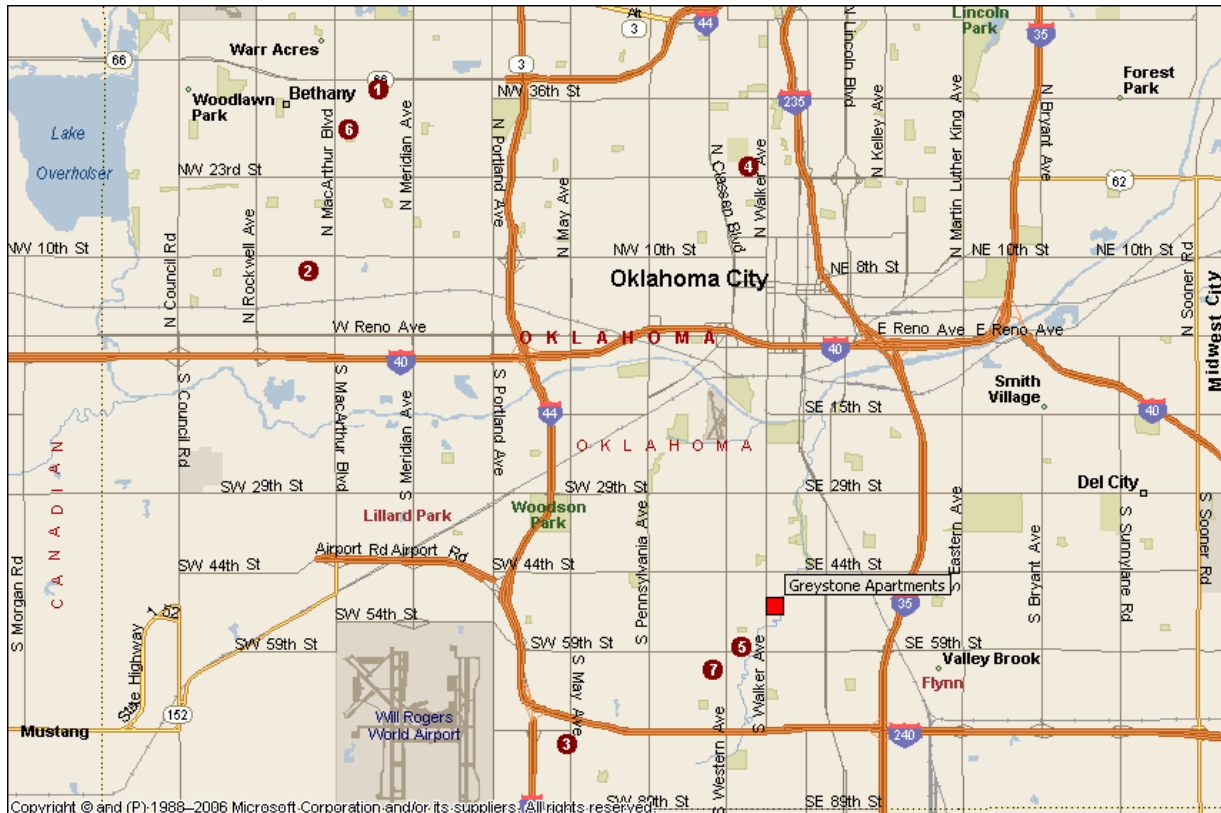 Lincoln
Park
44
Alt
3
35
N Lincoln Blvd
Warr Acres
66
3
66
1
NW 36th St
Forest
Park
Woodlawn
Park
Bethany
235
N Kelley Ave
N Bryant Ave
Lake
Overholser
6
N MacArthur Blvd
N Meridian Ave
N Portland Ave
N Classen Blvd
N Walker Ave
N Martin Luther King Ave
NW 23rd St
4
62
N Council Rd
N Rockwell Ave
N May Ave
NW 10th St
NW 10th St
NE 10th St
NE 10th St
N Sooner Rd
2
Oklahoma City
NE 8th St
Midwest City
W Reno Ave
OKLAHOMA
E Reno Ave
E Reno Ave
40
40
S Council Rd
S MacArthur Blvd
S Meridian Ave
S Portland Ave
44
Smith
Village
SE 15th St
40
CANADIAN
OKLAHOMA
SW 29th St
SW 29th St
SE 29th St
Del City
Lillard Park
Woodson
Park
S Pennsylvania Ave
S Eastern Ave
S Bryant Ave
S Sunnylane Rd
S Sooner Rd
Airport Rd
Airport Rd
SW 44th St
SW 44th St
SE 44th St
Greystone Apartments
S Morgan Rd
152
SW 54th St
35
SW 59th St
SW 59th St
5
SE 59th St
State Highway
S May Ave
7
S Walker Ave
Valley Brook
Flynn
152
Mustang
Will Rogers
World Airport
3
S Western Ave
240
SW 89th St
SE 89th St
Copyright © and (P) 1988–2006 Microsoft Corporation and/or its suppliers. All rights reserved.